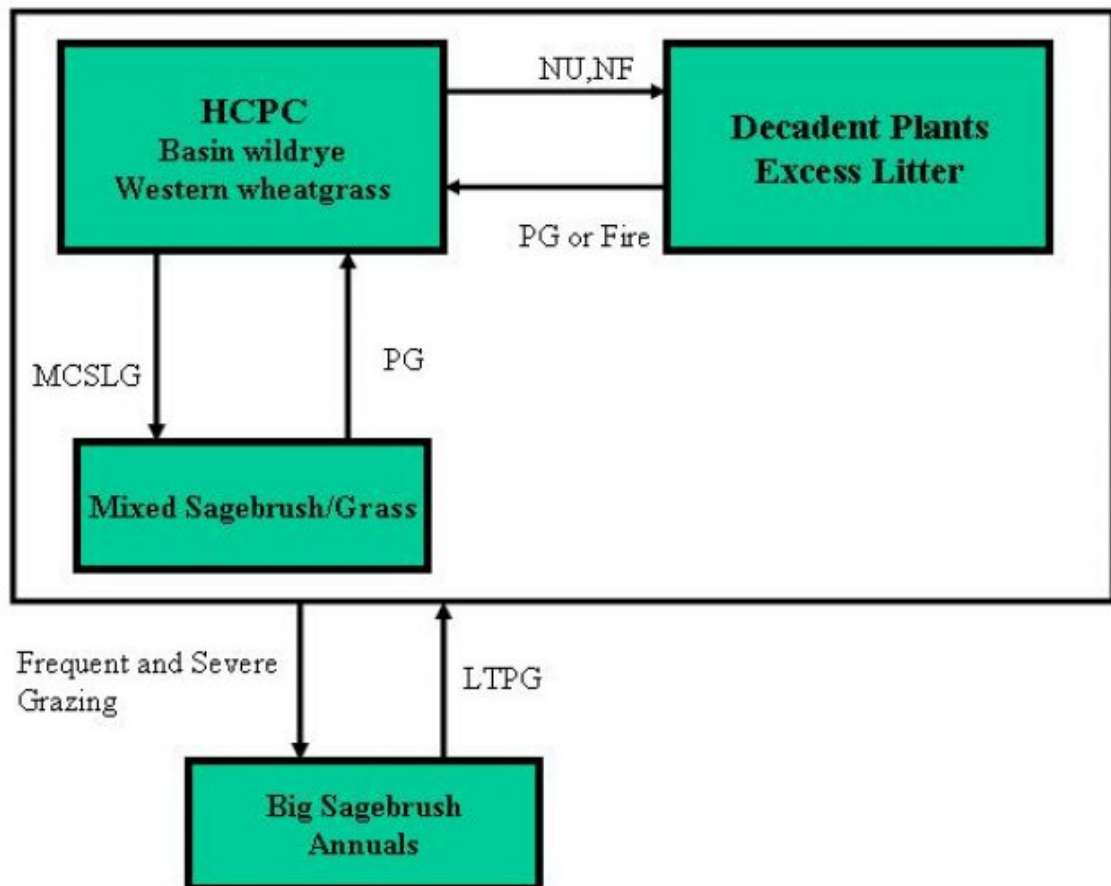 HCPC
Basin wildrye
Western wheatgrass
NU,NF
Decadent Plants
Excess Litter
PG or Fire
MCSLG
PG
Mixed Sagebrush/Grass
Frequent and Severe
Grazing
LTPG
Big Sagebrush
Annuals